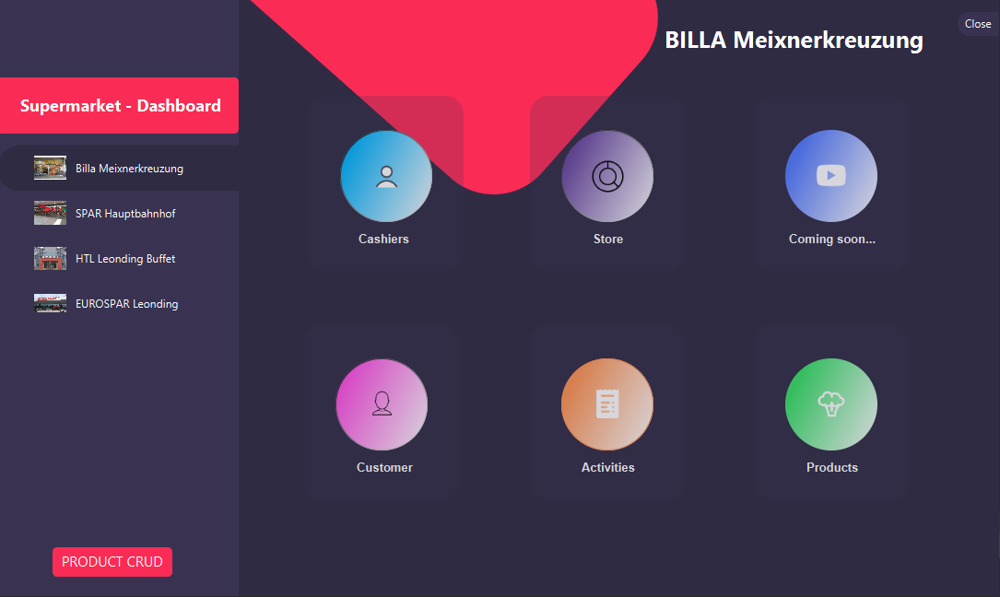 Close
BILLA Meixnerkreuzung
Supermarket - Dashboard
Billa Meixnerkreuzung
SPAR Hauptbahnhof
HTL Leonding Buffet
EUROSPAR Leonding
PRODUCT CRUD
Cashiers
Store
Coming soon...
Customer
Activities
Products